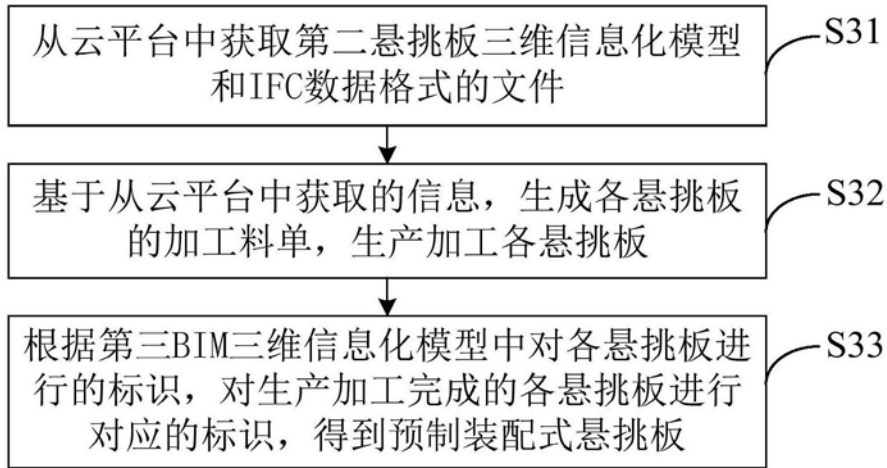 从云平台中获取第二悬挑板三维信息化模型
和IFC数据格式的文件
S31
基于从云平台中获取的信息，生成各悬挑板
的加工料单，生产加工各悬挑板
S32
根据第三BIM三维信息化模型中对各悬挑板进
行的标识，对生产加工完成的各悬挑板进行
对应的标识，得到预制装配式悬挑板
S33